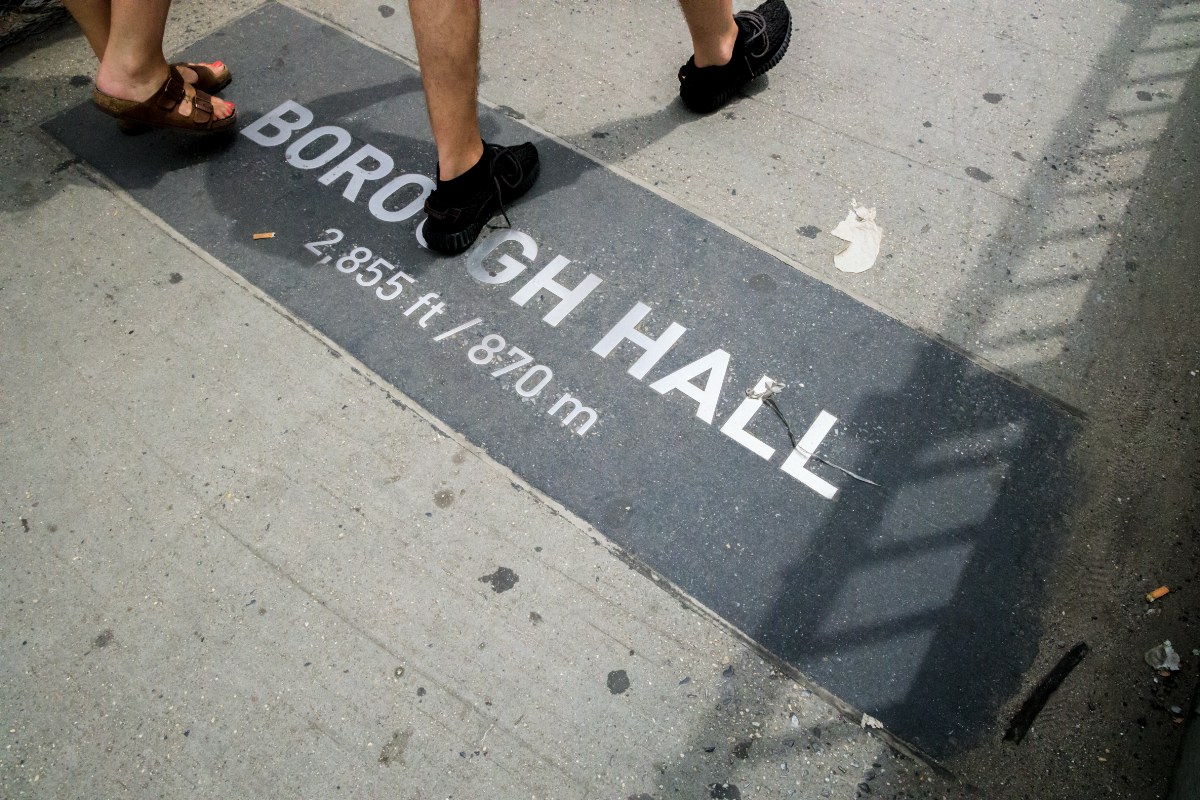 BOROUGH HALL
2,855 ft / 870 m